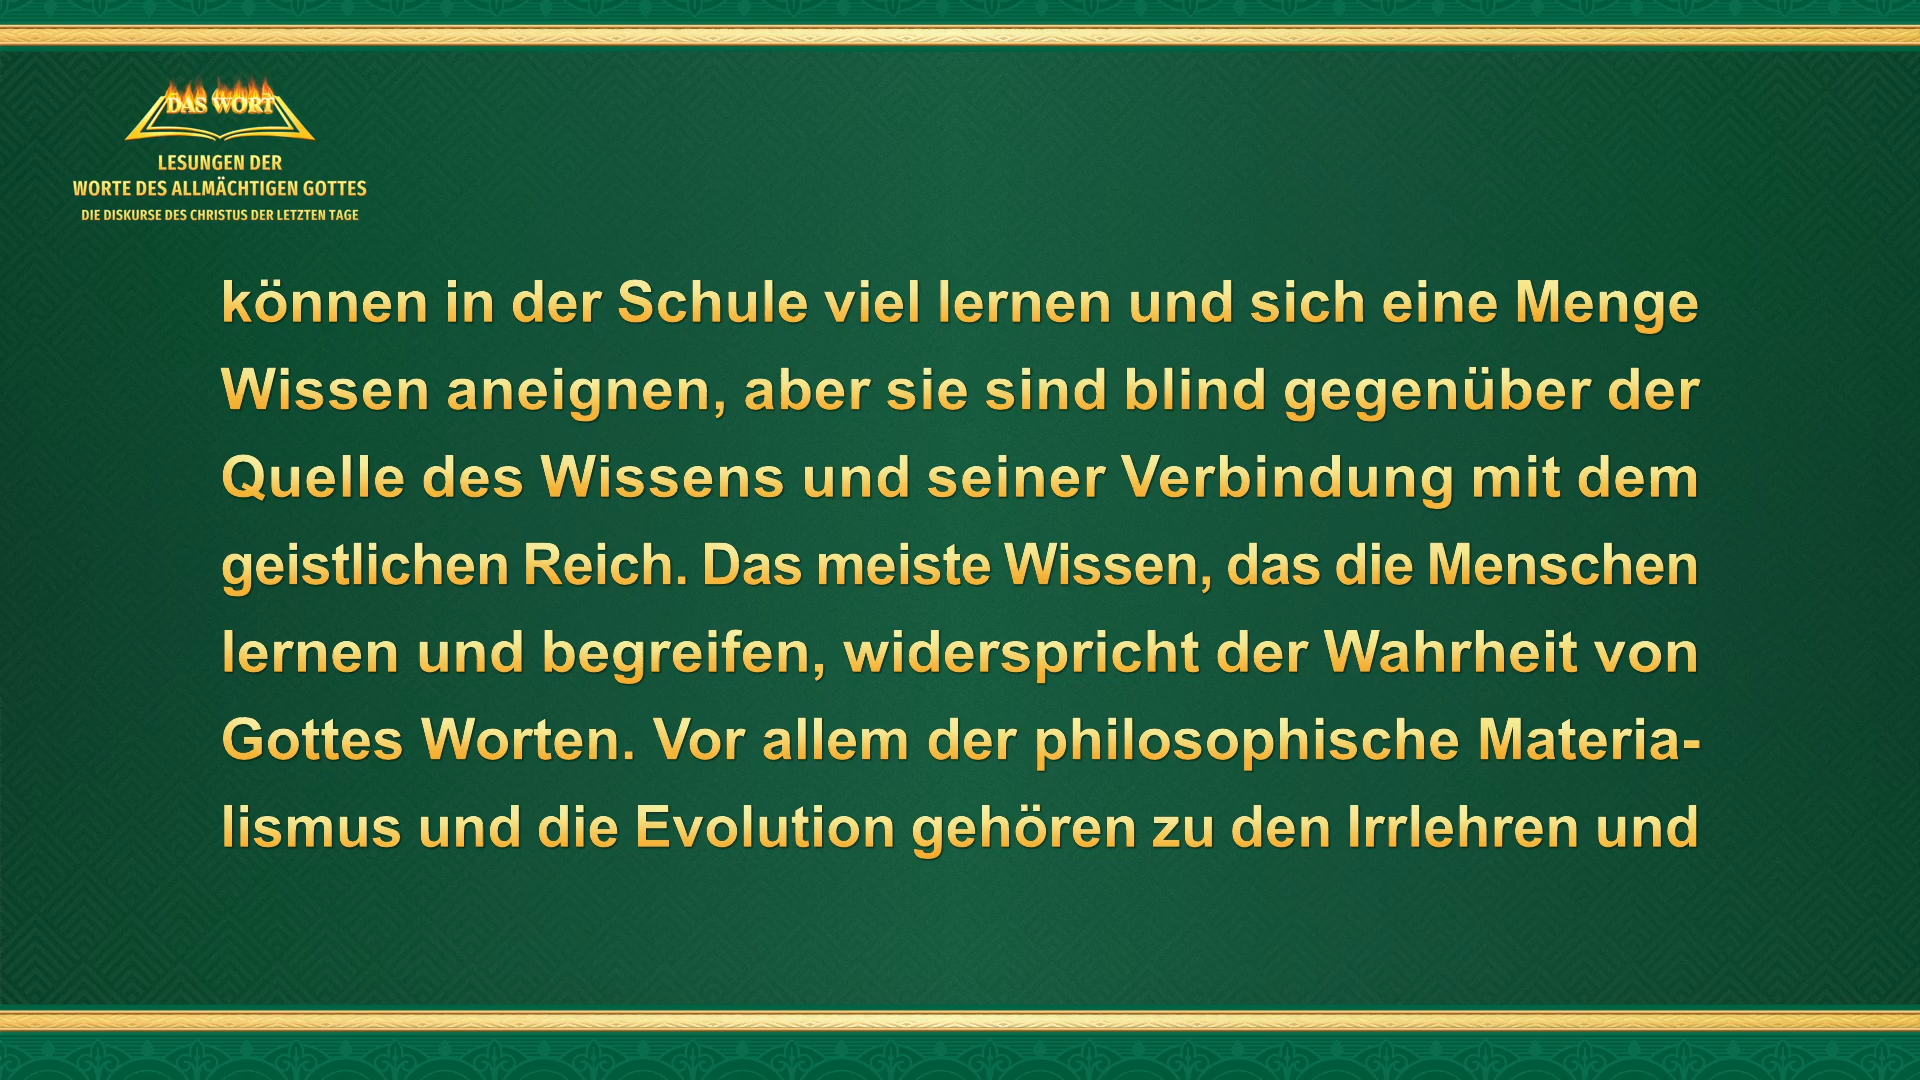 DAS WORT
LESUNGEN DER
WORTE DES ALLMÄCHTIGEN GOTTES
DIE DISKURSE DES CHRISTUS DER LETZTEN TAGE
können in der Schule viel lernen und sich eine Menge
Wissen aneignen, aber sie sind blind gegenüber der
Quelle des Wissens und seiner Verbindung mit dem
geistlichen Reich. Das meiste Wissen, das die Menschen
lernen und begreifen, widerspricht der Wahrheit von
Gottes Worten. Vor allem der philosophische Materia-
lismus und die Evolution gehören zu den Irrlehren und